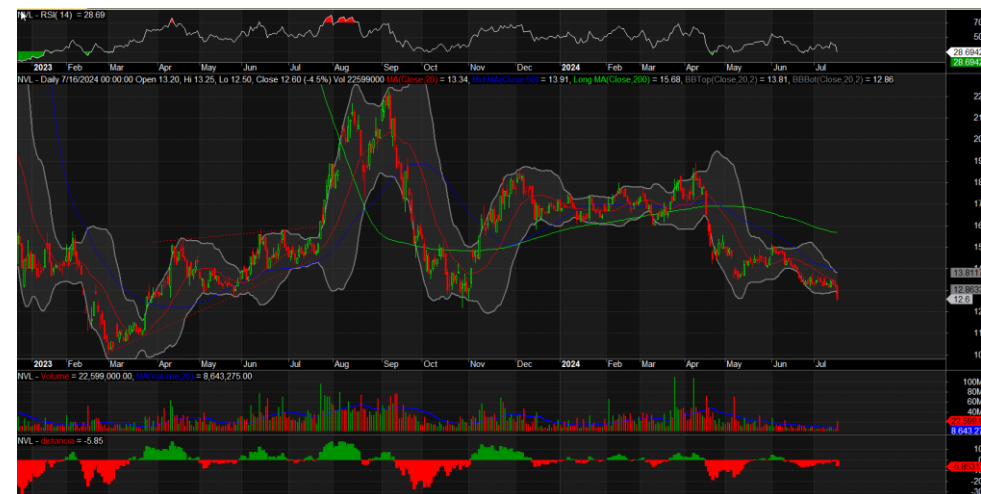 NVL - RSI( 14) = 28.69
70
50
28.6942
28.6942
2023 Feb Mar Apr May Jun Jul Aug Sep Oct Nov Dec 2024 Feb Mar Apr May Jun Jul
NVL - Daily 7/16/2024 00:00:00 Open 13.20, Hi 13.25, Lo 12.50, Close 12.60 (-4.5%) Vol 22599000 MA(Close,20) = 13.34, Mid MA(Close,50) = 13.91, Long MA(Close,200) = 15.68, BBTop(Close,20,2) = 13.81, BBBot(Close,20,2) = 12.86
22
21
19
18
17
16
15
13.811
12.863
12.6
12
11
2023 Feb Mar Apr May Jun Jul Aug Sep Oct Nov Dec 2024 Feb Mar Apr May Jun Jul
NVL - Volume = 22,599,000.00, MA(Volume,20) = 8,643,275.00
100M
80M
60M
40M
8 643.27
NVL - distancia = -5.85
10
-20
-30